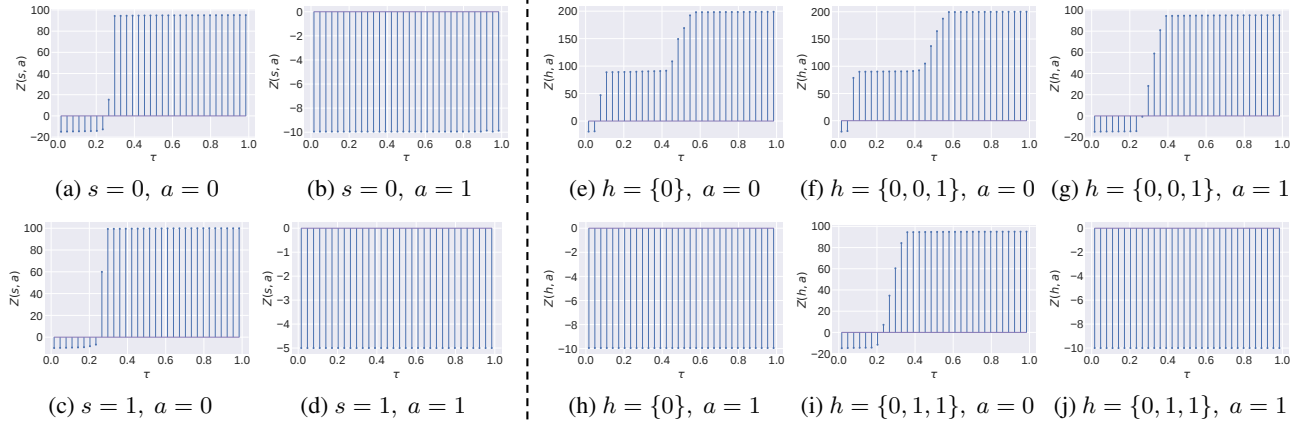 100
80
60
40
20
0
−20
0.0 0.2 0.4 0.6 0.8 1.0
Z(s, a)
τ
(a) s = 0, a = 0
0
−2
−4
−6
−8
−10
0.0 0.2 0.4 0.6 0.8 1.0
Z(s, a)
τ
(b) s = 0, a = 1
200
150
100
50
0
0.0 0.2 0.4 0.6 0.8 1.0
Z(h, a)
τ
(e) h = {0}, a = 0
200
150
100
50
0
0.0 0.2 0.4 0.6 0.8 1.0
Z(h, a)
τ
(f) h = {0, 0, 1}, a = 0
100
80
60
40
20
0
−20
0.0 0.2 0.4 0.6 0.8 1.0
Z(h, a)
τ
(g) h = {0, 0, 1}, a = 1
100
80
60
40
20
0
0.0 0.2 0.4 0.6 0.8 1.0
Z(s, a)
τ
(c) s = 1, a = 0
0
−1
−2
−3
−4
−5
0.0 0.2 0.4 0.6 0.8 1.0
Z(s, a)
τ
(d) s = 1, a = 1
0
−2
−4
−6
−8
−10
0.0 0.2 0.4 0.6 0.8 1.0
Z(h, a)
τ
(h) h = {0}, a = 1
100
80
60
40
20
0
−20
0.0 0.2 0.4 0.6 0.8 1.0
Z(h, a)
τ
(i) h = {0, 1, 1}, a = 0
0
−2
−4
−6
−8
−10
0.0 0.2 0.4 0.6 0.8 1.0
Z(h, a)
τ
(j) h = {0, 1, 1}, a = 1